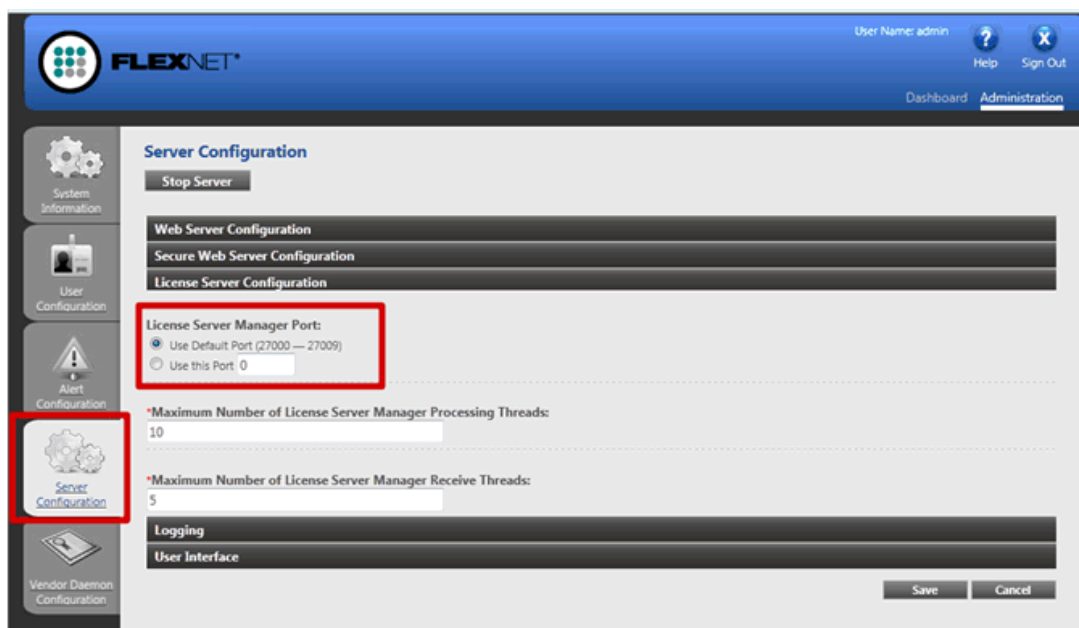 User Name: admin
FLEXNET
Help
Sign Out
Dashboard
Administration
System
Information
User
Configuration
Alert
Configuration
Server
Configuration
Vendor Daemon
Configuration
Server Configuration
Stop Server
Web Server Configuration
Secure Web Server Configuration
License Server Configuration
License Server Manager Port:
Use Default Port (27000 — 27009)
Use this Port 0
*Maximum Number of License Server Manager Processing Threads:
10
*Maximum Number of License Server Manager Receive Threads:
5
Logging
User Interface
Save
Cancel